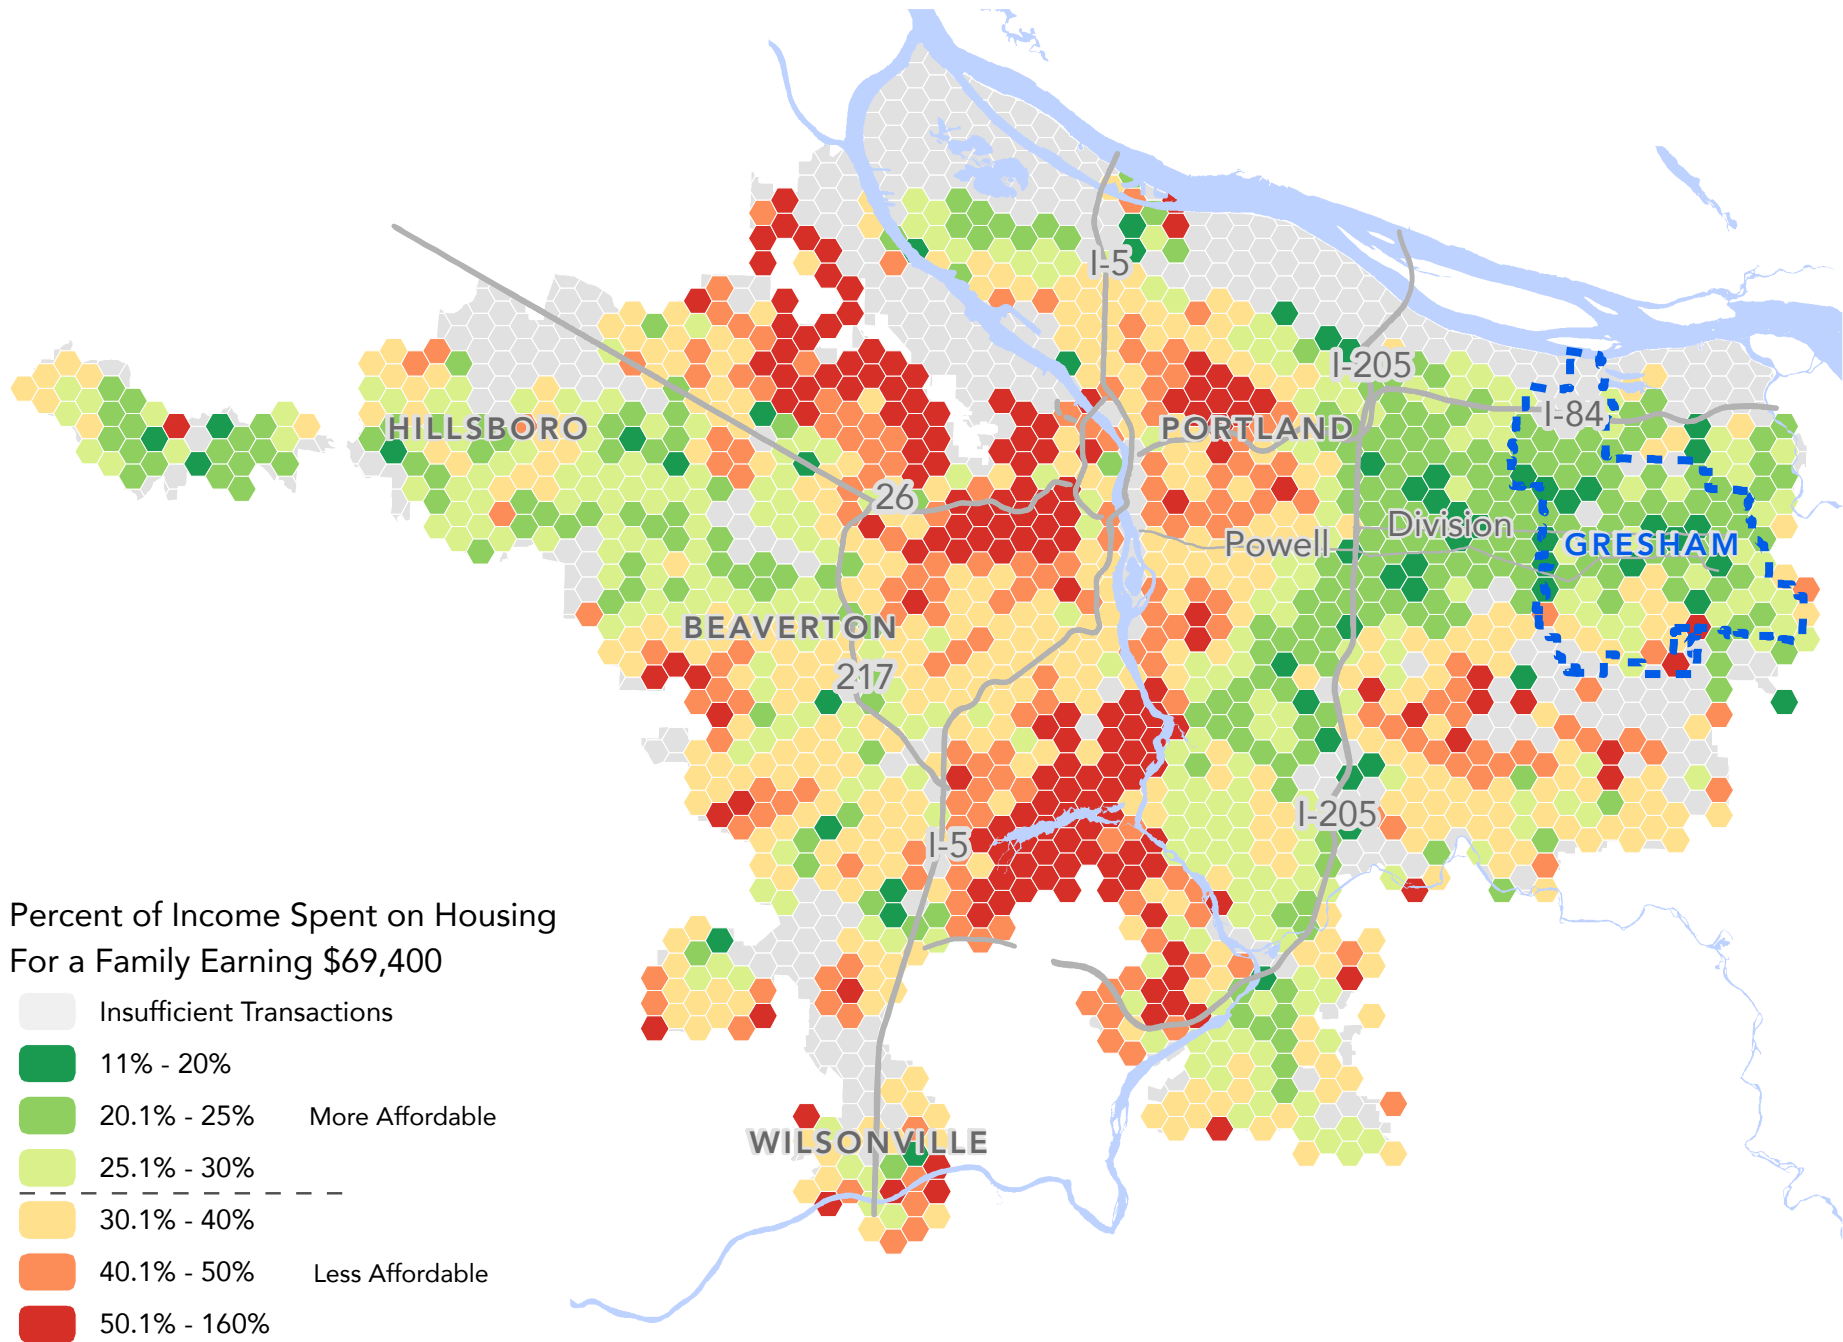 I-5
I-205
I-84
HILLSBORO
PORTLAND
26
Division
Powell
GRESHAM
BEAVERTON
217
I-205
I-5
WILSONVILLE
Percent of Income Spent on Housing
For a Family Earning $69,400
Insufficient Transactions
11% - 20%
20.1% - 25% More Affordable
25.1% - 30%
30.1% - 40%
40.1% - 50% Less Affordable
50.1% - 160%